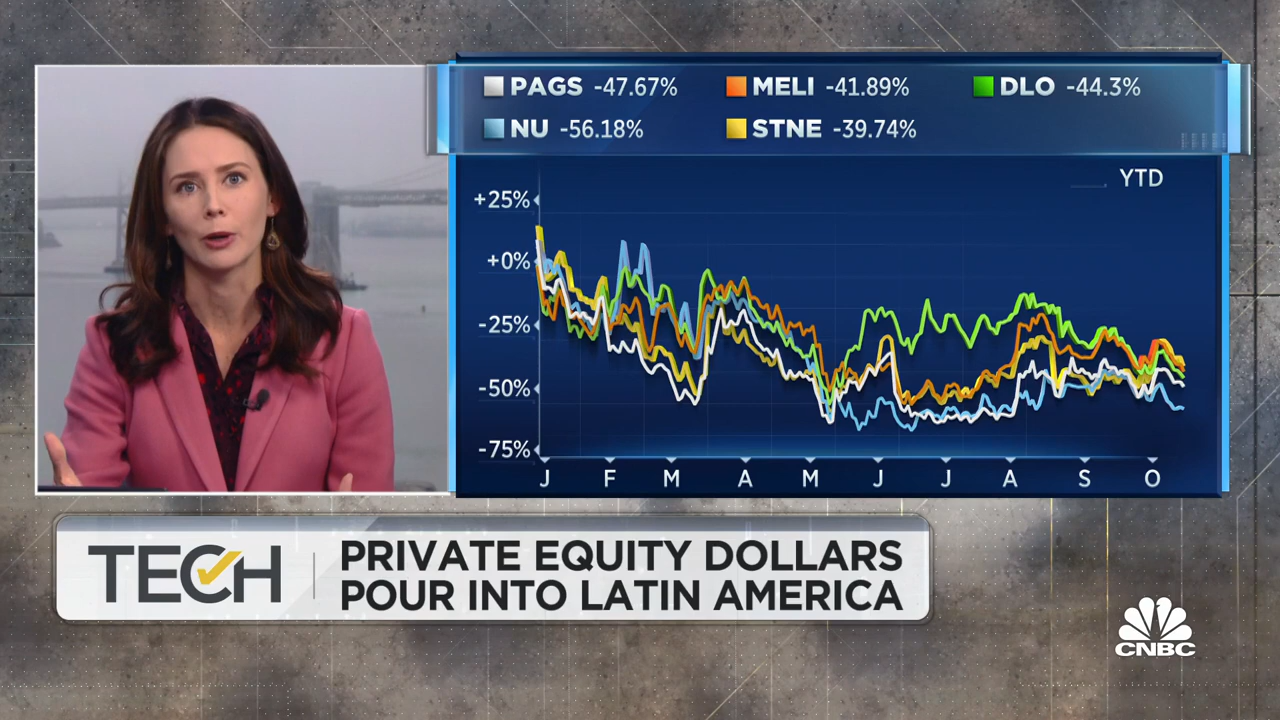 PAGS -47.67% MELI -41.89% DLO -44.3%
NU -56.18% STNE -39.74%
YTD
+25%
+0%
-25%
-50%
-75%
J F M A M J J A S O
TECH
PRIVATE EQUITY DOLLARS
POUR INTO LATIN AMERICA
CNBC